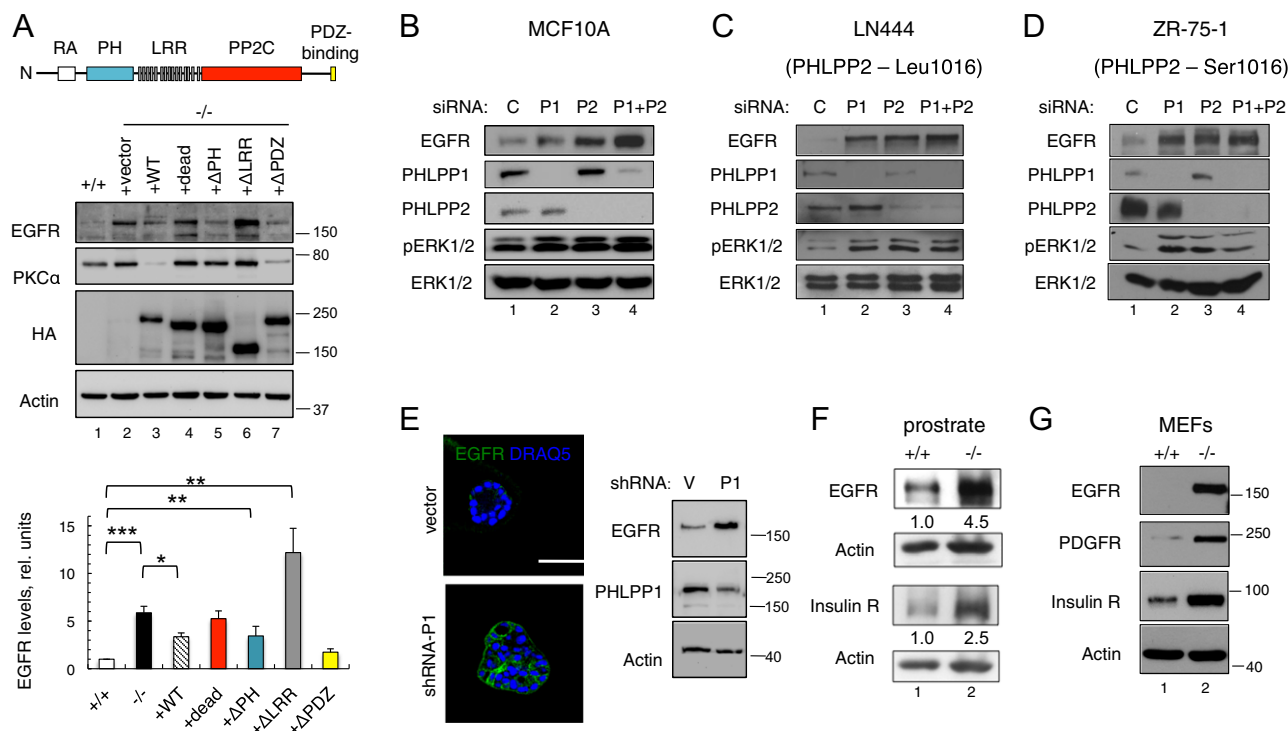 A
RA PH LRR PP2C PDZ-binding
N
-/-
+/+ +vector +WT +dead +ΔPH +ΔLRR +ΔPDZ
EGFR
150
80
PKCα
250
HA
150
Actin
37
1 2 3 4 5 6 7
EGFR levels, rel. units
15
10
5
0
**
**
***
*
+/+ -/- +WT +dead +ΔPH +ΔLRR +ΔPDZ
B
MCF10A
siRNA: C P1 P2 P1+P2
EGFR
PHLPP1
PHLPP2
pERK1/2
ERK1/2
1 2 3 4
C
LN444
(PHLPP2 – Leu1016)
siRNA: C P1 P2 P1+P2
EGFR
PHLPP1
PHLPP2
pERK1/2
ERK1/2
1 2 3 4
D
ZR-75-1
(PHLPP2 – Ser1016)
siRNA: C P1 P2 P1+P2
EGFR
PHLPP1
PHLPP2
pERK1/2
ERK1/2
1 2 3 4
E
EGFR DRAQ5
vector
shRNA-P1
shRNA: V P1
EGFR
150
PHLPP1
250
150
Actin
40
F
prostrate
+/+ -/-
EGFR
1.0 4.5
Actin
Insulin R
1.0 2.5
Actin
1 2
G
MEFs
+/+ -/-
EGFR
150
PDGFR
250
Insulin R
100
Actin
40
1 2